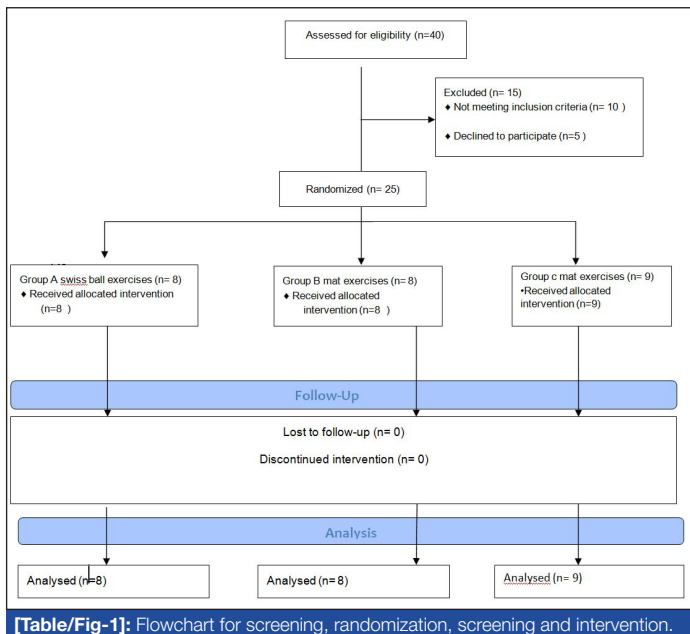 Assessed for eligibility (n=40)
Excluded (n= 15)
♦ Not meeting inclusion criteria (n= 10 )
♦ Declined to participate (n=5 )
Randomized (n= 25)
Group A swiss ball exercises (n= 8)
♦ Received allocated intervention
(n=8 )
Group B mat exercises (n= 8)
♦ Received allocated
intervention (n=8 )
Group c mat exercises (n= 9)
•Received allocated
intervention (n=9)
Follow-Up
Lost to follow-up (n= 0)
Discontinued intervention (n= 0)
Analysis
Analysed (n=8)
Analysed (n= 8)
Analysed (n= 9)
[Table/Fig-1]: Flowchart for screening, randomization, screening and intervention.